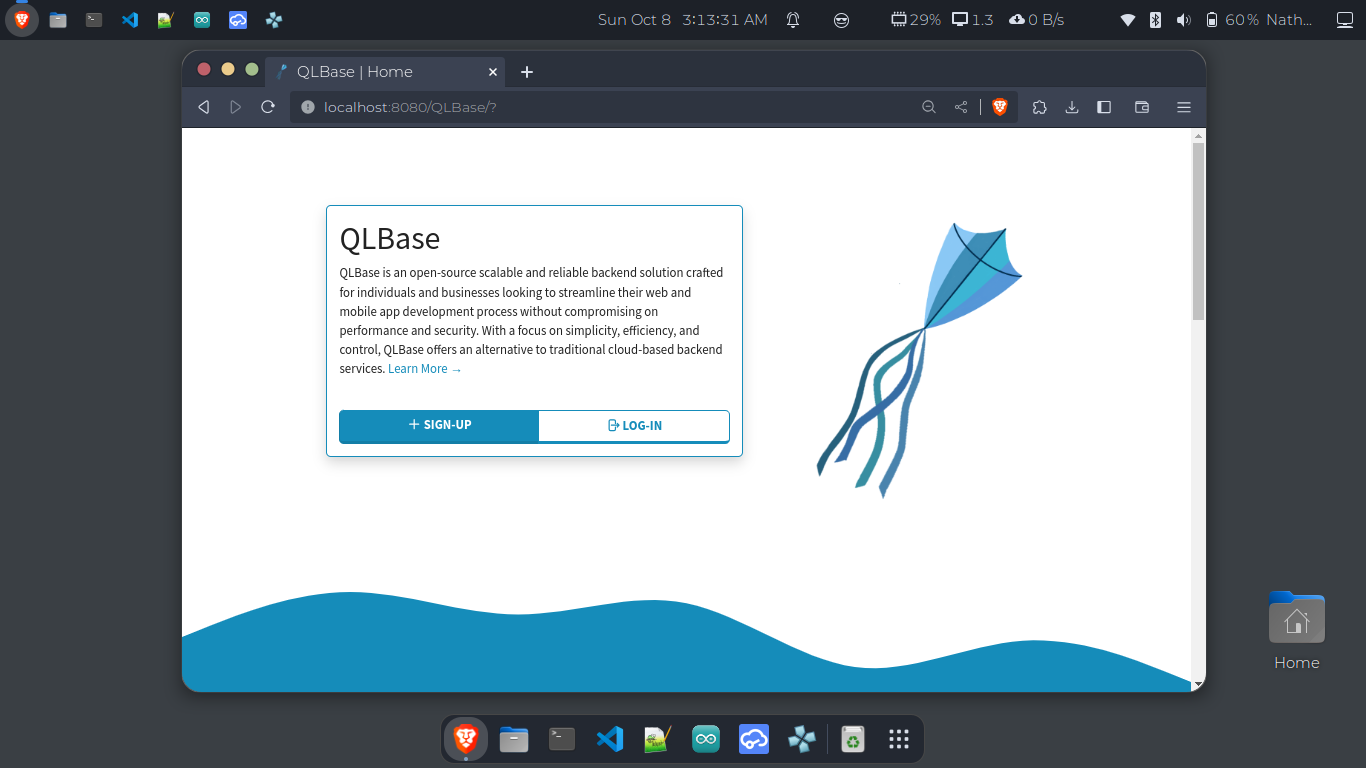 Sun Oct 8 3:13:31 AM
29%
1.3
0 B/s
60%
Nath...
QLBase | Home
localhost:8080/QLBase/?
QLBase
QLBase is an open-source scalable and reliable backend solution crafted
for individuals and businesses looking to streamline their web and
mobile app development process without compromising on
performance and security. With a focus on simplicity, efficiency, and
control, QLBase offers an alternative to traditional cloud-based backend
services. Learn More →
+ SIGN-UP
LOG-IN
Home